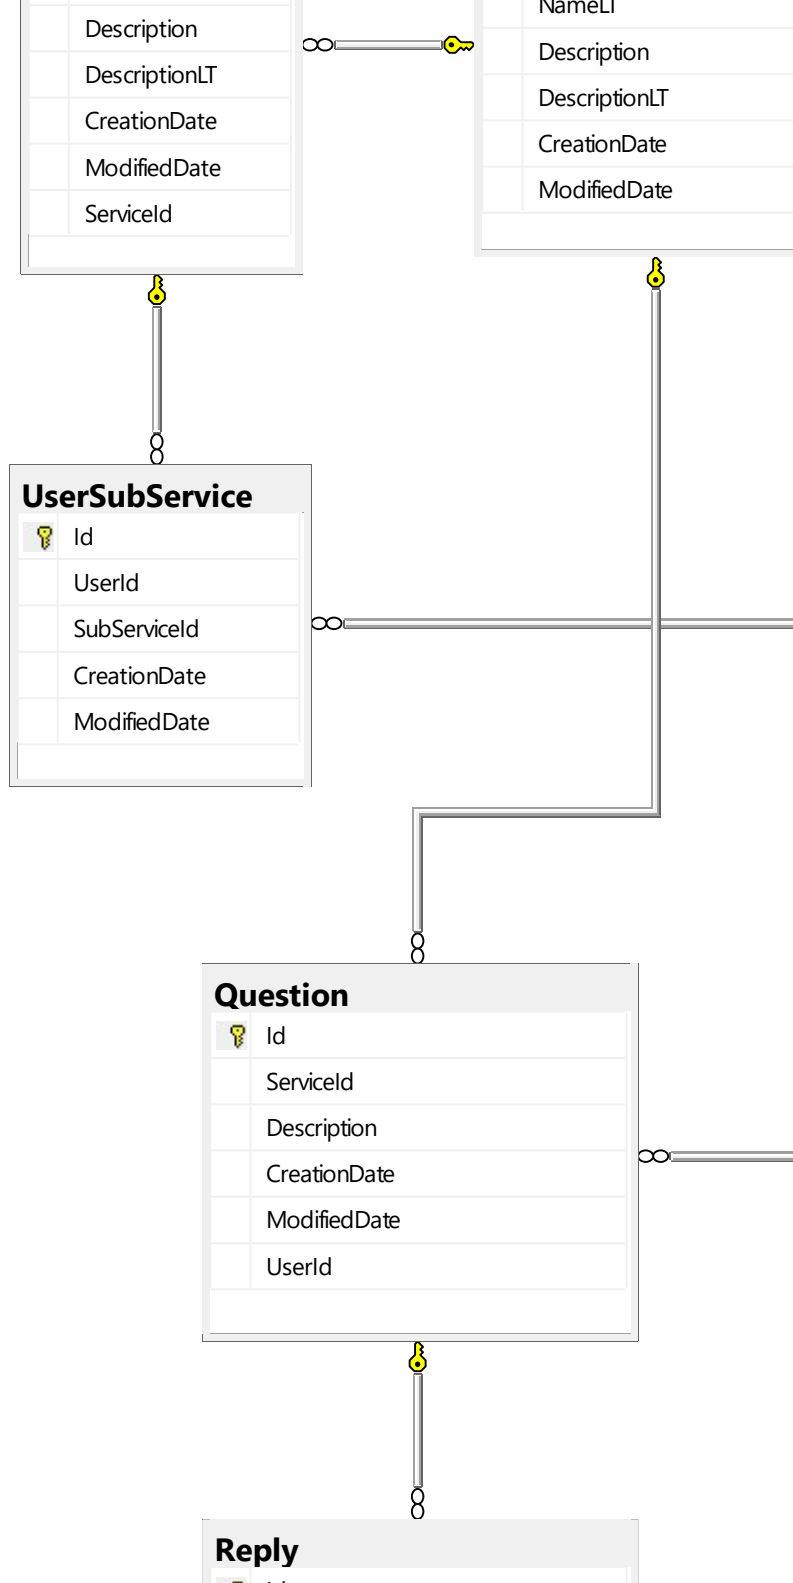 Description
DescriptionLT
CreationDate
ModifiedDate
ServiceId
NameLT
Description
DescriptionLT
CreationDate
ModifiedDate
UserSubService
Id
UserId
SubServiceId
CreationDate
ModifiedDate
Question
Id
ServiceId
Description
CreationDate
ModifiedDate
UserId
Reply